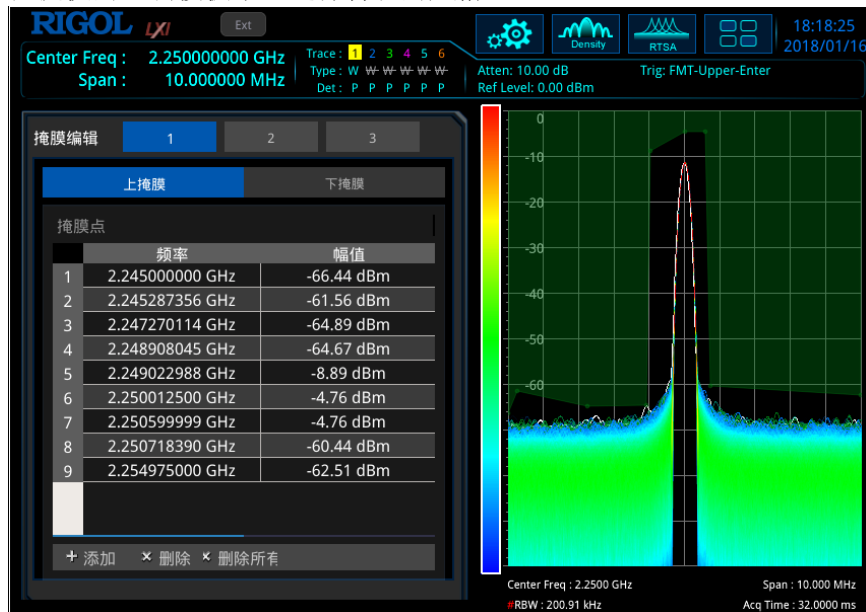 RIGOL LXI Ext
Density RTSA 18:18:25
2018/01/16
Center Freq : 2.250000000 GHz
Span : 10.000000 MHz
Trace : 1 2 3 4 5 6
Type : W W W W W W
Det : P P P P P P
Atten: 10.00 dB Trig: FMT-Upper-Enter
Ref Level: 0.00 dBm
掩膜编辑 1 2 3
上掩膜 下掩膜
掩膜点
频率 幅值
1 2.245000000 GHz -66.44 dBm
2 2.245287356 GHz -61.56 dBm
3 2.247270114 GHz -64.89 dBm
4 2.248908045 GHz -64.67 dBm
5 2.249022988 GHz -8.89 dBm
6 2.250012500 GHz -4.76 dBm
7 2.250599999 GHz -4.76 dBm
8 2.250718390 GHz -60.44 dBm
9 2.254975000 GHz -62.51 dBm
添加 删除 删除所有
0
-10
-20
-30
-40
-50
-60
Center Freq : 2.2500 GHz Span : 10.000 MHz
#RBW : 200.91 kHz Acq Time : 32.0000 ms